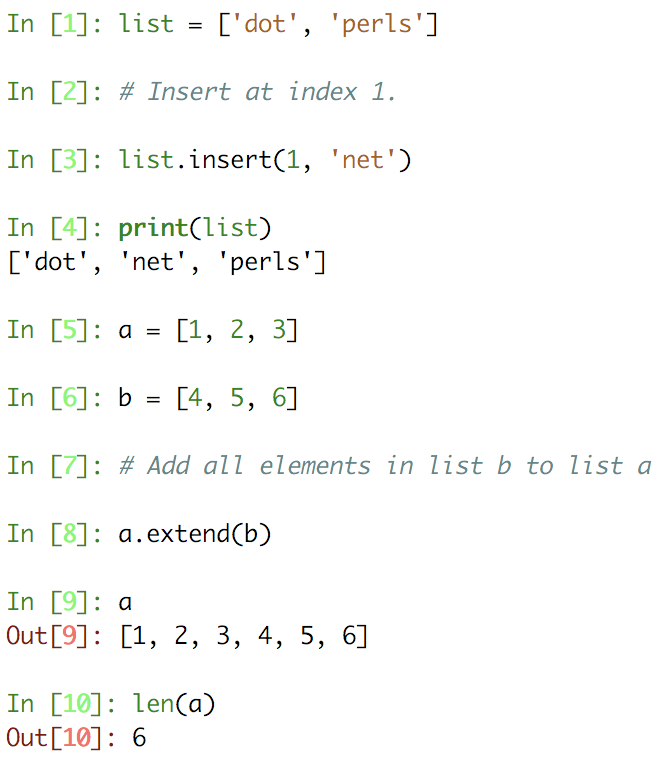 In [1]: list = ['dot', 'perls']
In [2]: # Insert at index 1.
In [3]: list.insert(1, 'net')
In [4]: print(list)
['dot', 'net', 'perls']
In [5]: a = [1, 2, 3]
In [6]: b = [4, 5, 6]
In [7]: # Add all elements in list b to list a
In [8]: a.extend(b)
In [9]: a
Out[9]: [1, 2, 3, 4, 5, 6]
In [10]: len(a)
Out[10]: 6